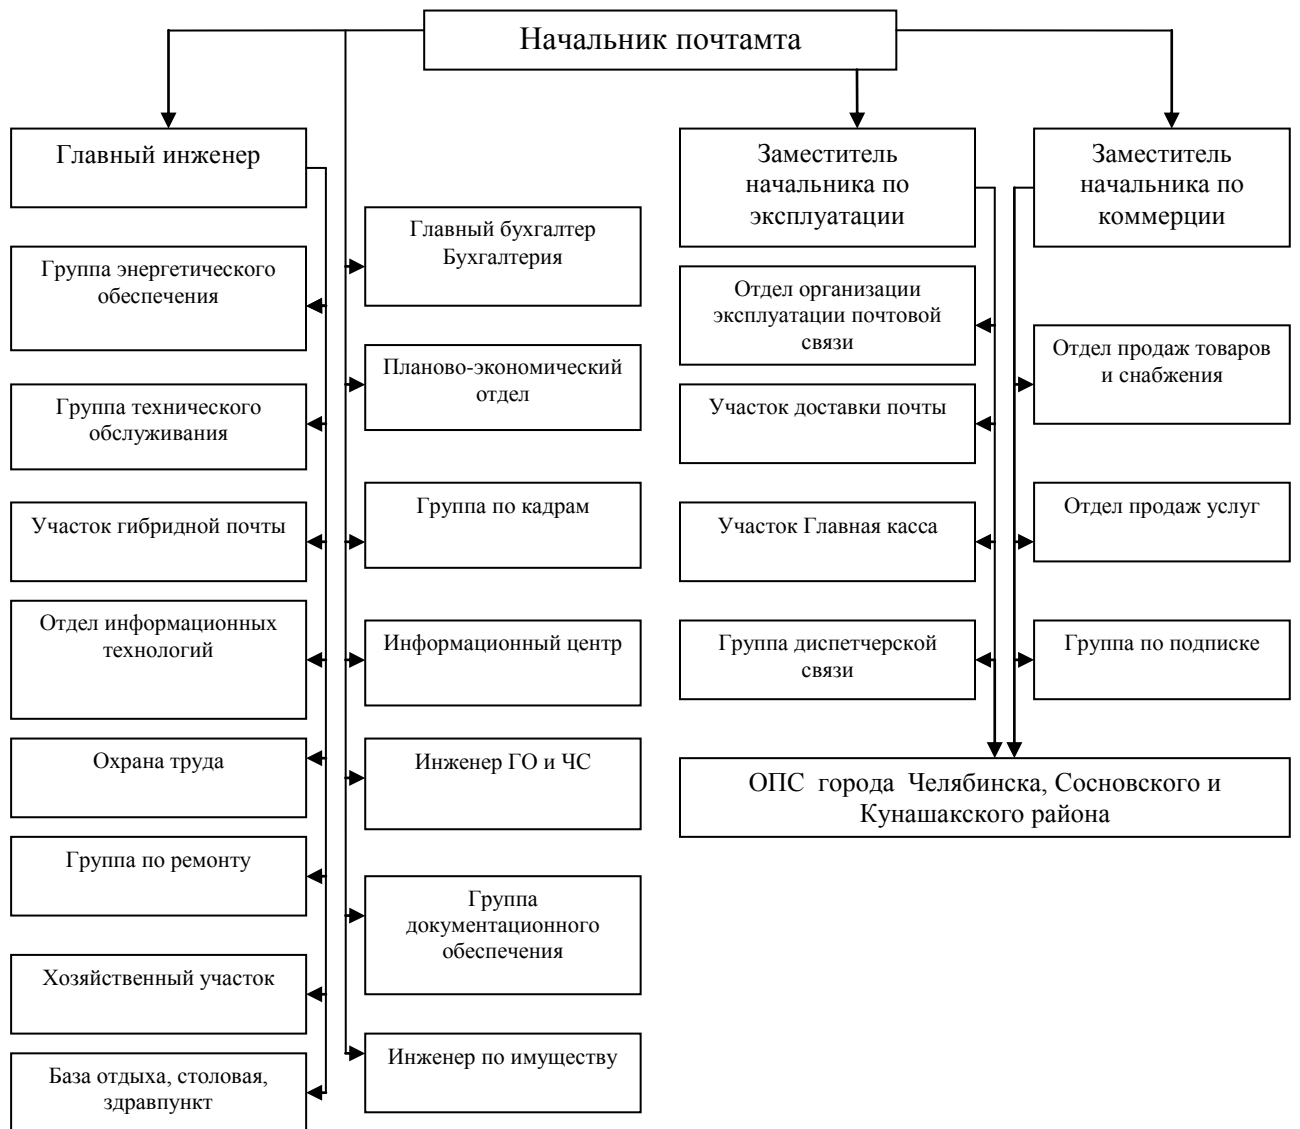 Начальник почтамта
Главный инженер
Группа энергетического
обеспечения
Группа технического
обслуживания
Участок гибридной почты
Отдел информационных
технологий
Охрана труда
Группа по ремонту
Хозяйственный участок
База отдыха, столовая,
здравпункт
Главный бухгалтер
Бухгалтерия
Планово-экономический
отдел
Группа по кадрам
Информационный центр
Инженер ГО и ЧС
Группа
документационного
обеспечения
Инженер по имуществу
Заместитель
начальника по
эксплуатации
Отдел организации
эксплуатации почтовой
связи
Участок доставки почты
Участок Главная касса
Группа диспетчерской
связи
Заместитель
начальника по
коммерции
Отдел продаж товаров
и снабжения
Отдел продаж услуг
Группа по подписке
ОПС города Челябинска, Сосновского и
Кунашакского района